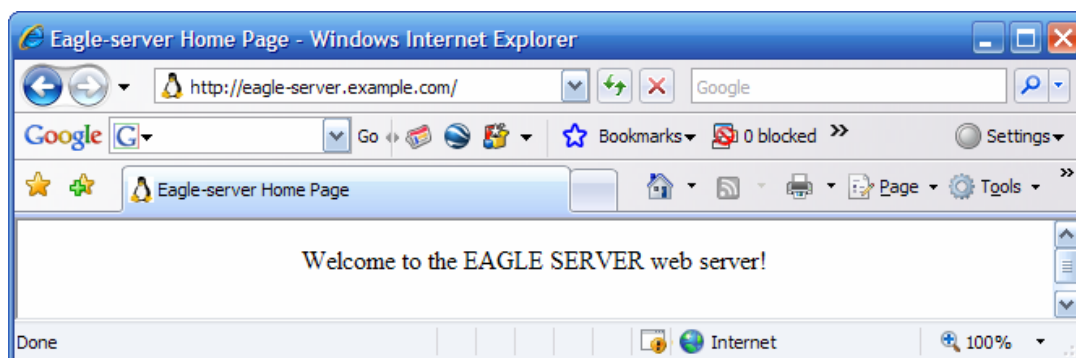 Eagle-server Home Page - Windows Internet Explorer
http://eagle-server.example.com/ Google
Google G Go Bookmarks 0 blocked » Settings
Eagle-server Home Page Page Tools »
Welcome to the EAGLE SERVER web server!
Done Internet 100%